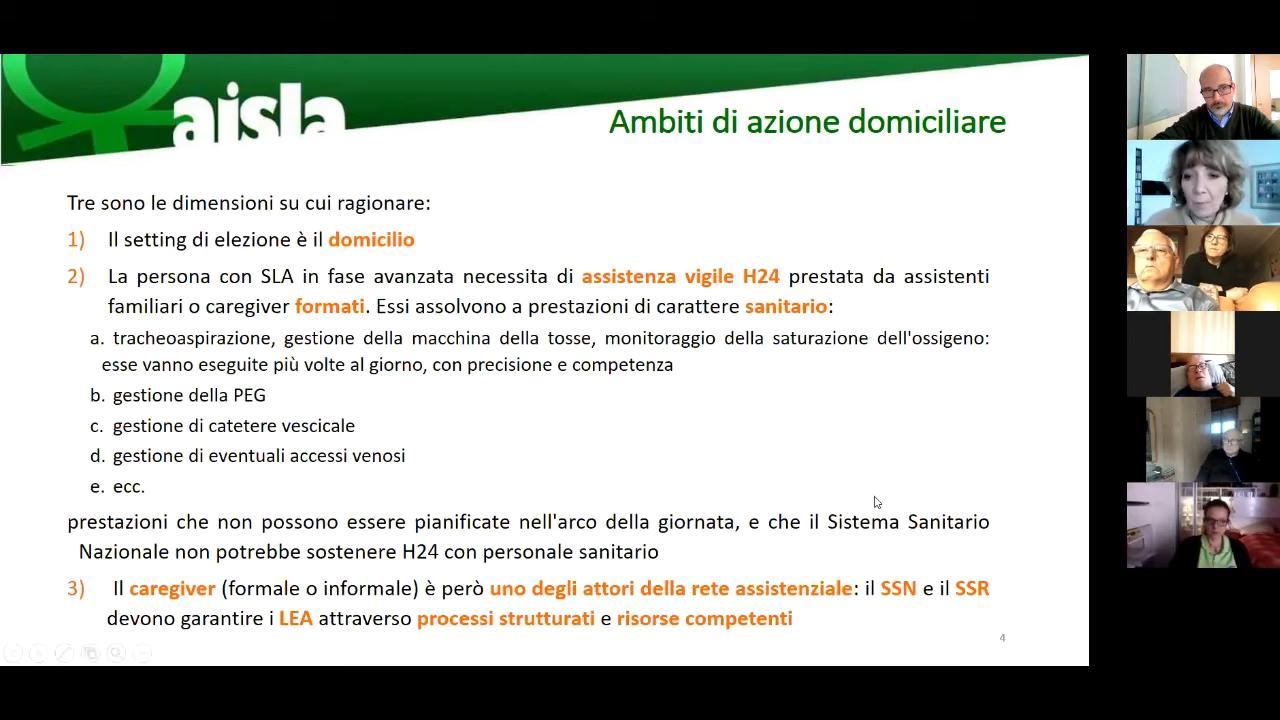 aisla
Ambiti di azione domiciliare
Tre sono le dimensioni su cui ragionare:
1) Il setting di elezione è il domicilio
2) La persona con SLA in fase avanzata necessita di assistenza vigile H24 prestata da assistenti
familiari o caregiver formati. Essi assolvono a prestazioni di carattere sanitario:
a. tracheoaspirazione, gestione della macchina della tosse, monitoraggio della saturazione dell'ossigeno:
esse vanno eseguite più volte al giorno, con precisione e competenza
b. gestione della PEG
c. gestione di catetere vescicale
d. gestione di eventuali accessi venosi
e. ecc.
prestazioni che non possono essere pianificate nell'arco della giornata, e che il Sistema Sanitario
Nazionale non potrebbe sostenere H24 con personale sanitario
3) Il caregiver (formale o informale) è però uno degli attori della rete assistenziale: il SSN e il SSR
devono garantire i LEA attraverso processi strutturati e risorse competenti
4